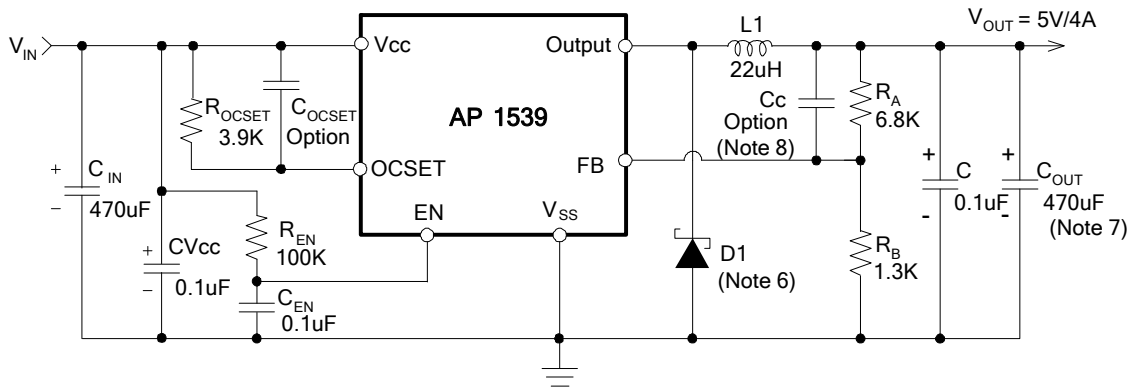 V_IN
Vcc
Output
L1
22uH
V_OUT = 5V/4A
R_OCSET
3.9K
C_OCSET
Option
AP 1539
Cc
Option
(Note 8)
R_A
6.8K
OCSET
FB
+
C_IN
470uF
–
EN
V_SS
R_EN
100K
+
CVcc
0.1uF
–
C_EN
0.1uF
D1
(Note 6)
R_B
1.3K
+
C
0.1uF
-
+
C_OUT
470uF
(Note 7)
-